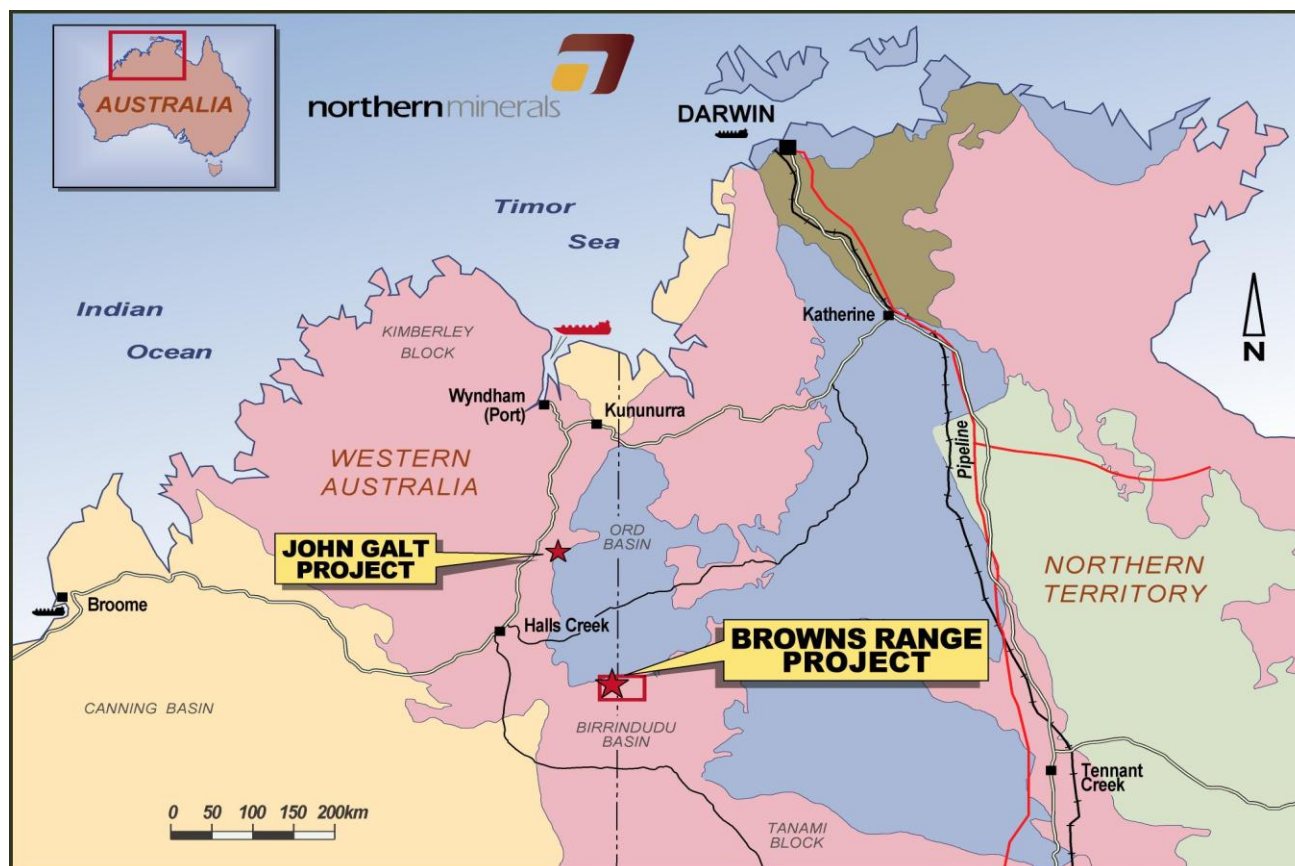 AUSTRALIA
northernminerals
DARWIN
Timor
Sea
Indian
Ocean
KIMBERLEY
BLOCK
Katherine
N
Wyndham
(Port)
Kununurra
Pipeline
WESTERN
AUSTRALIA
ORD
BASIN
JOHN GALT
PROJECT
NORTHERN
TERRITORY
Broome
Halls Creek
BROWNS RANGE
PROJECT
CANNING BASIN
BIRRINDUDU
BASIN
Tennant
Creek
0 50 100 150 200km
TANAMI
BLOCK